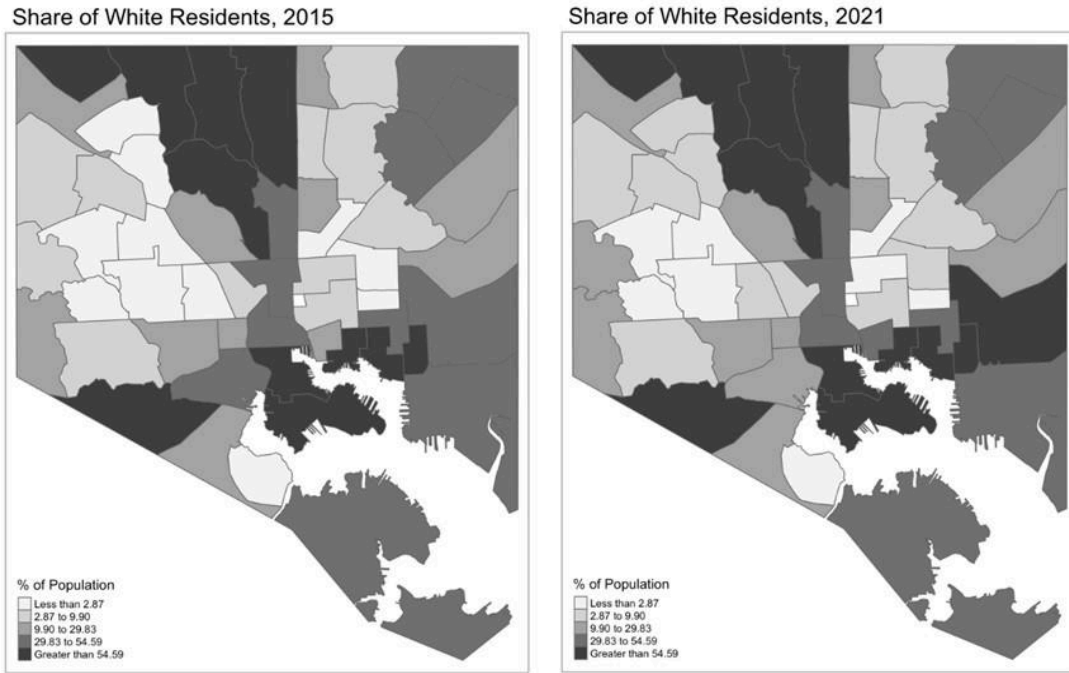 Share of White Residents, 2015
Share of White Residents, 2021
% of Population
Less than 2.87
2.87 to 9.90
9.90 to 29.83
29.83 to 54.59
Greater than 54.59
% of Population
Less than 2.87
2.87 to 9.90
9.90 to 29.83
29.83 to 54.59
Greater than 54.59